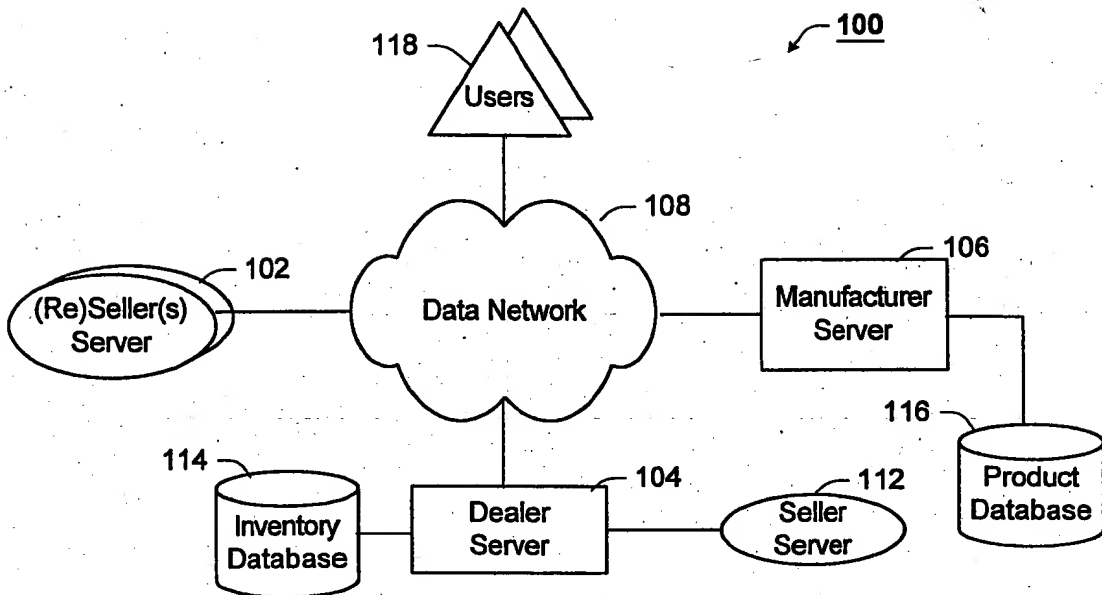 100
118
Users
108
106
102
(Re)Seller(s)
Server
Data Network
Manufacturer
Server
116
114
104
112
Product
Database
Inventory
Database
Dealer
Server
Seller
Server